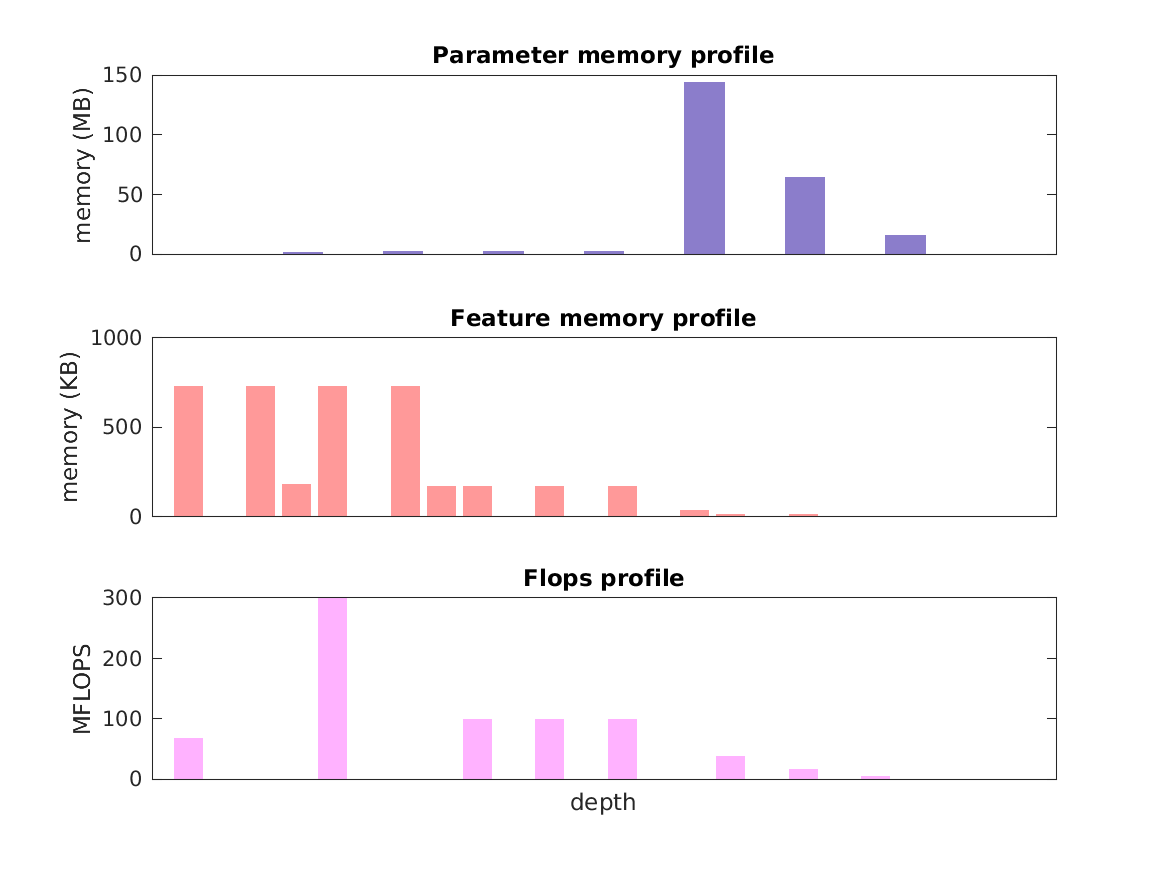 Parameter memory profile
150
100
50
0
memory (MB)
Feature memory profile
1000
500
0
memory (KB)
Flops profile
300
200
100
0
MFLOPS
depth